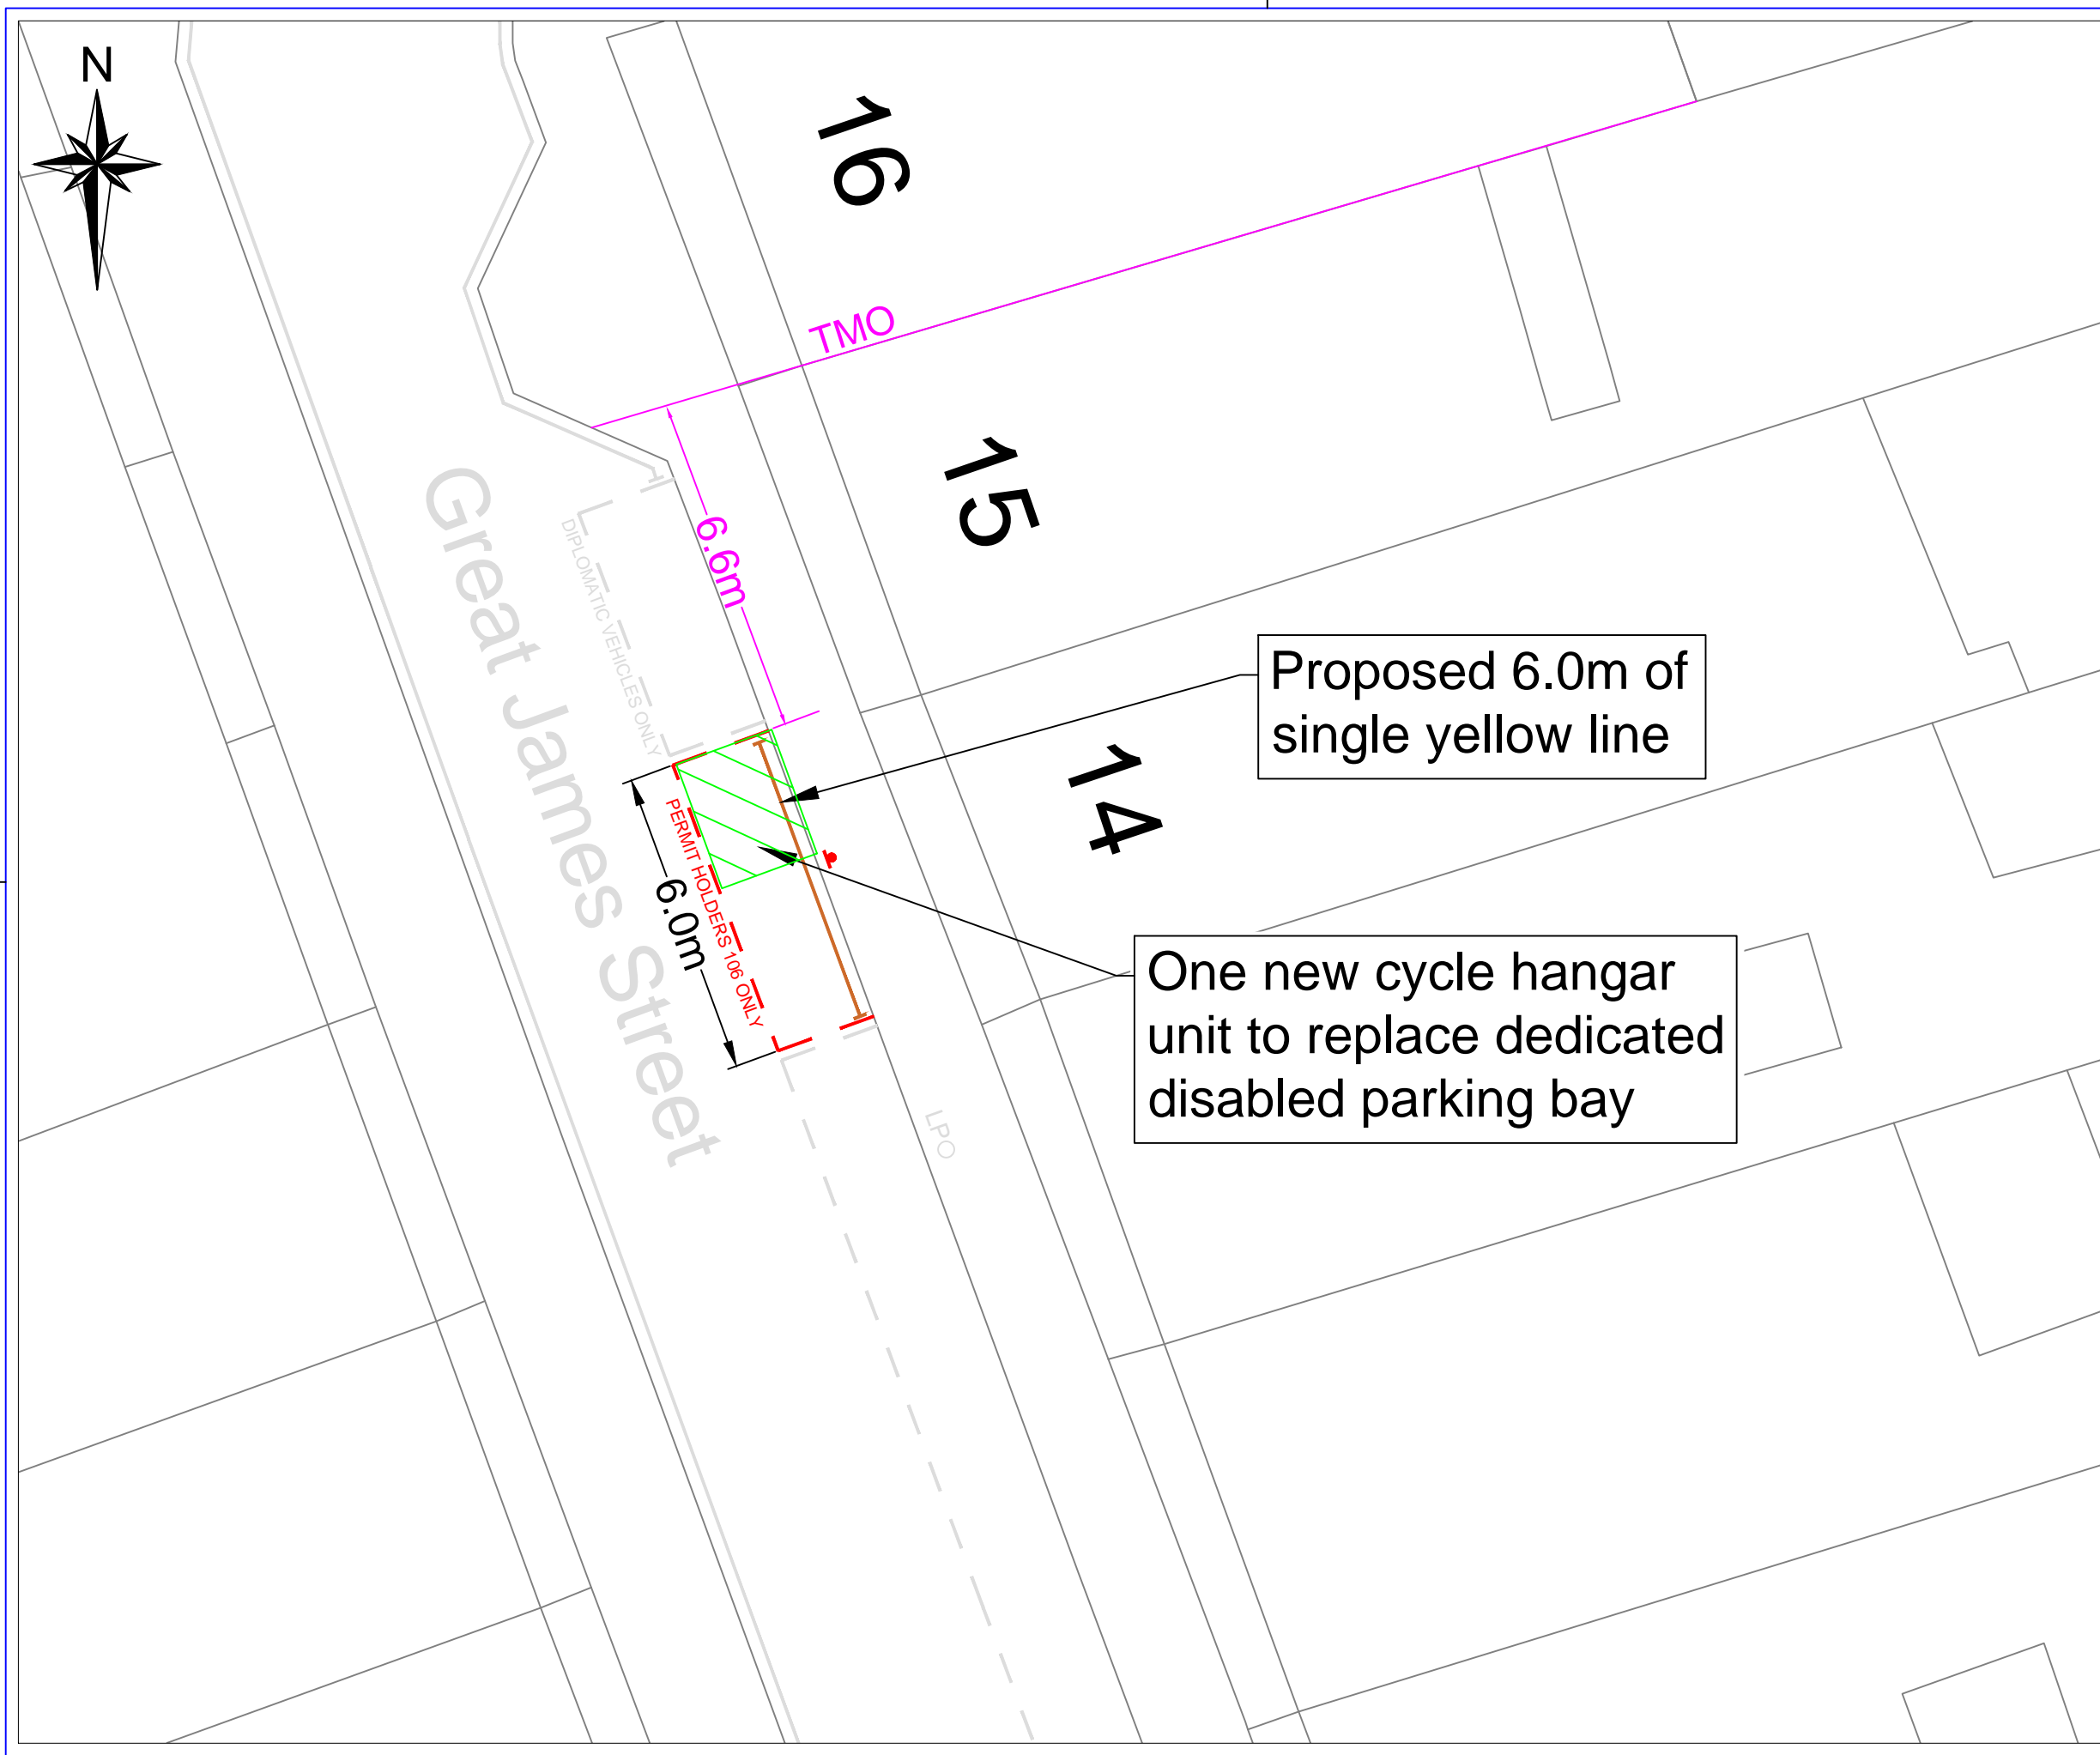 N
16
TMO
15
6.6m
Great James Street
DIPLOMATIC VEHICLES ONLY
Proposed 6.0m of
single yellow line
14
PERMIT HOLDERS 106 ONLY
6.0m
One new cycle hangar
unit to replace dedicated
disabled parking bay
LPO